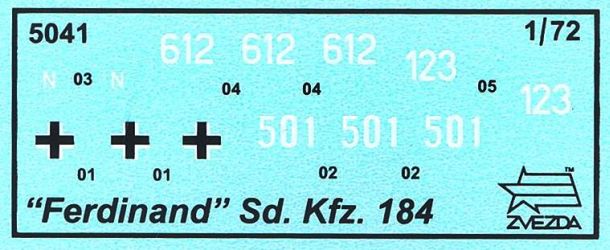 5041 612 612 612 123 1/72
N 03 N 04 04 05 123
501 501 501
01 01 02 02
"Ferdinand" Sd. Kfz. 184 ZVEZDA™